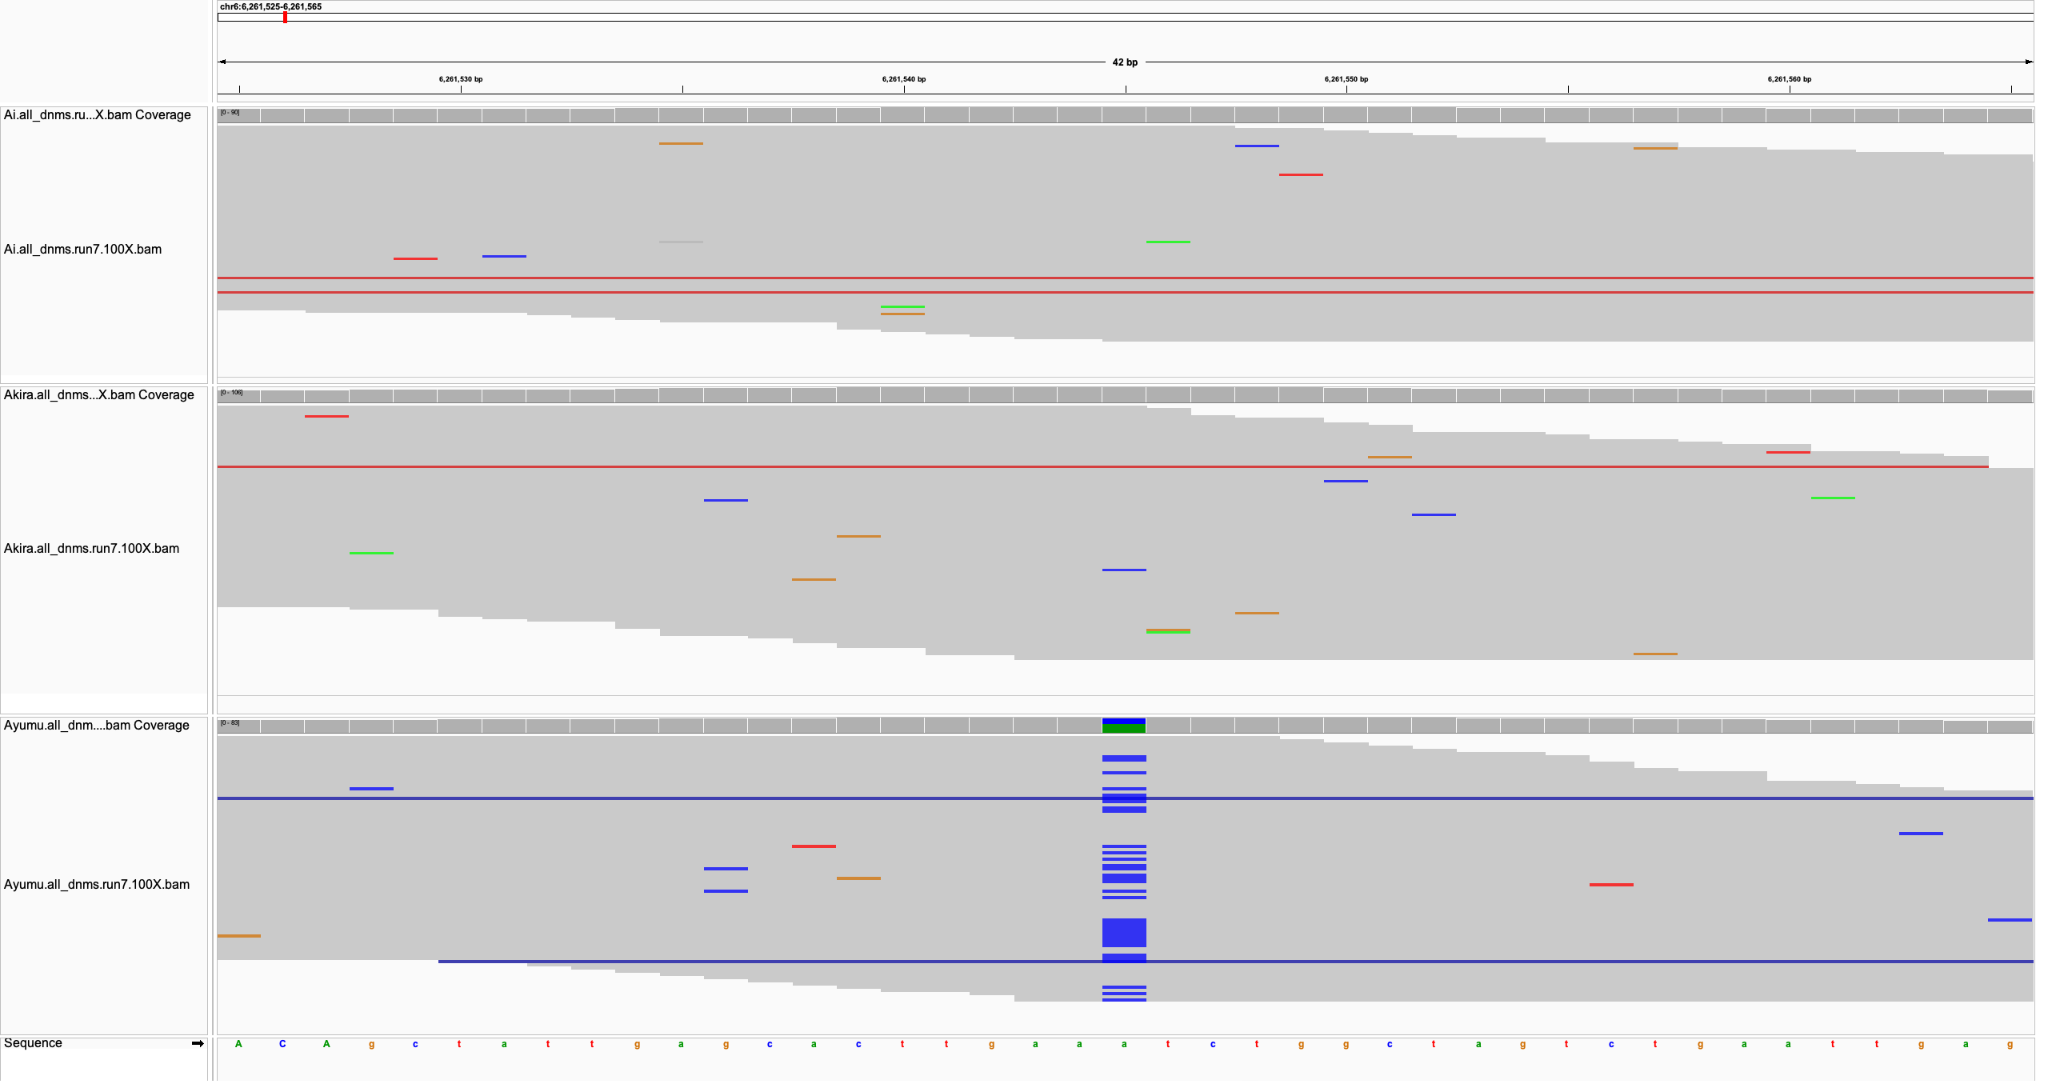 chr6:6,261,525-6,261,565
42 bp
6,261,530 bp 6,261,540 bp 6,261,550 bp 6,261,560 bp
Ai.all_dnms.ru...X.bam Coverage
[0 - 90]
Ai.all_dnms.run7.100X.bam
Akira.all_dnms...X.bam Coverage
[0 - 106]
Akira.all_dnms.run7.100X.bam
Ayumu.all_dnm....bam Coverage
[0 - 83]
Ayumu.all_dnms.run7.100X.bam
Sequence A C A g c t a t t g a g c a c t t g a a a t c t g g c t a g t c t g a a t t g a g